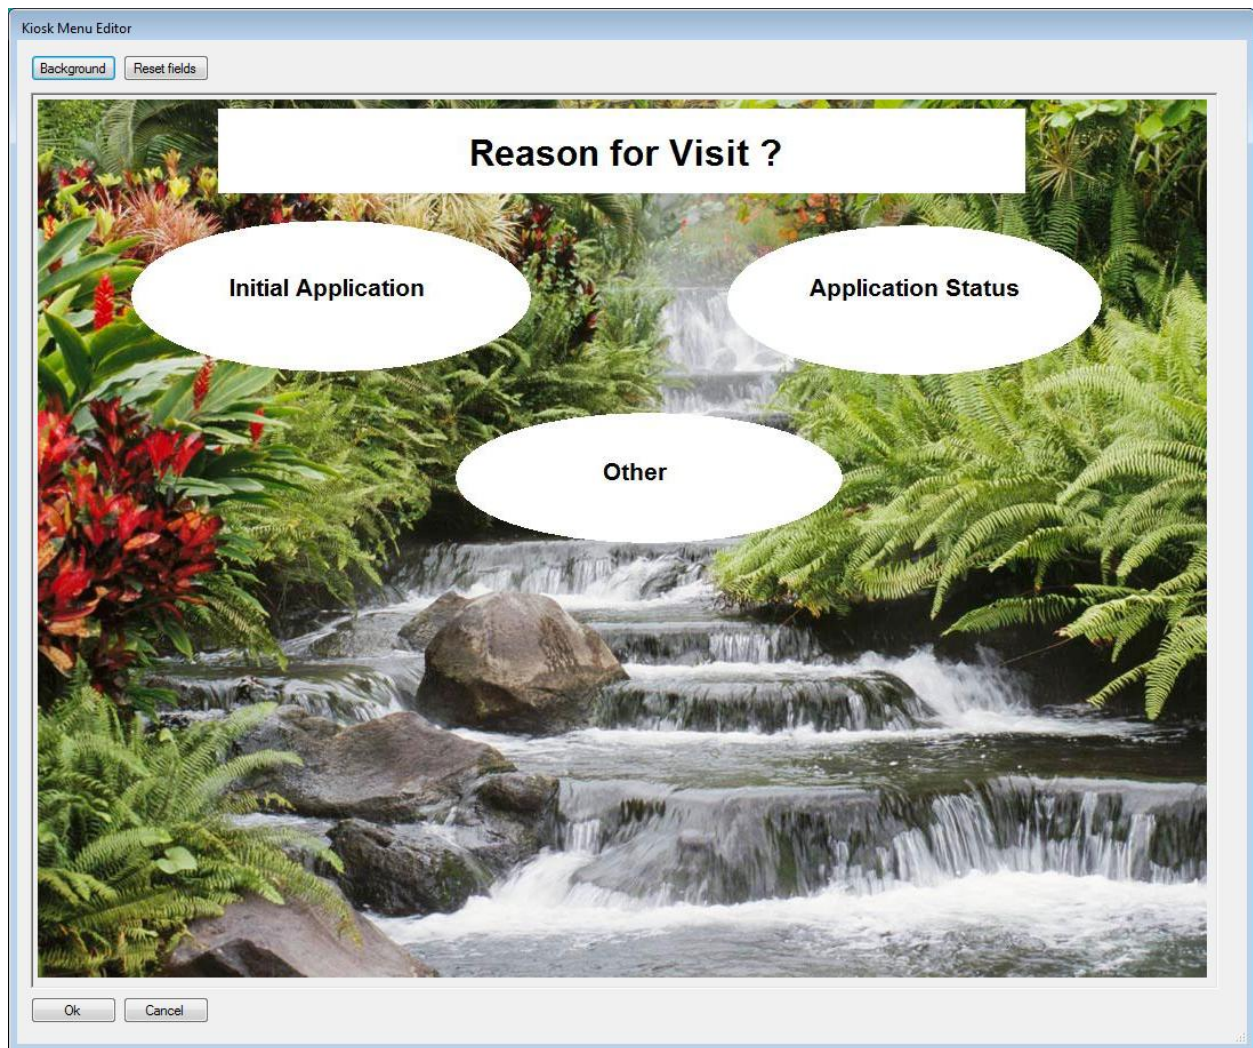 Kiosk Menu Editor
Background Reset fields
Reason for Visit ?
Initial Application Application Status
Other
Ok Cancel